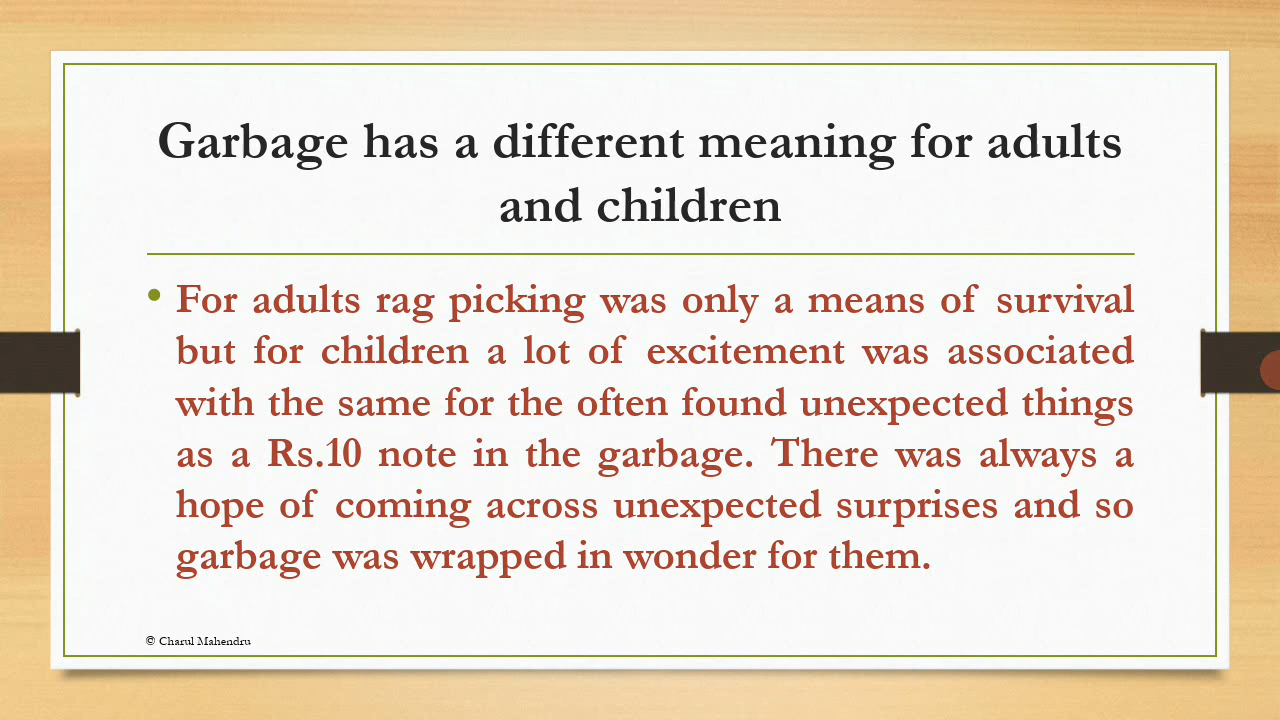 Garbage has a different meaning for adults
and children
• For adults rag picking was only a means of survival
but for children a lot of excitement was associated
with the same for the often found unexpected things
as a Rs.10 note in the garbage. There was always a
hope of coming across unexpected surprises and so
garbage was wrapped in wonder for them.
© Charul Mahendru